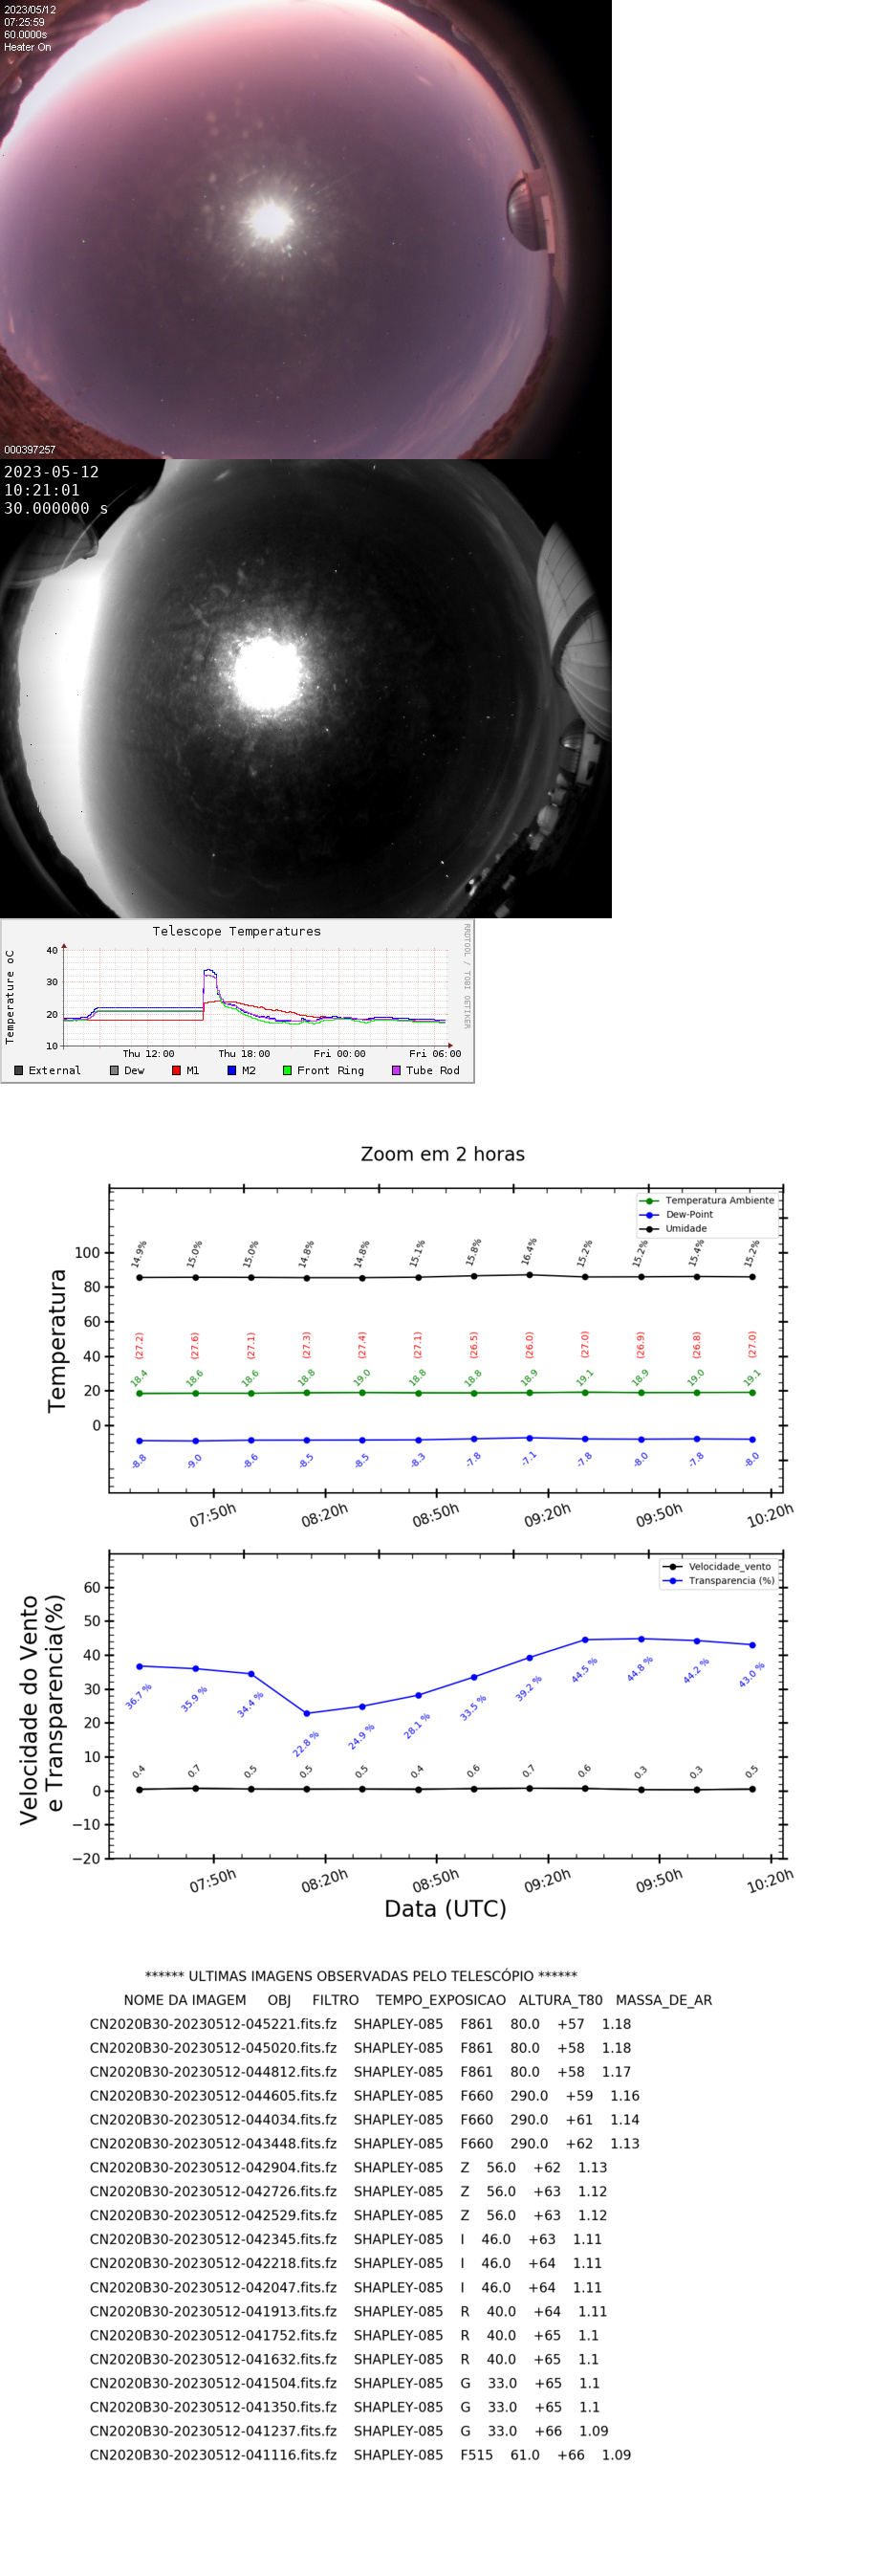 2023/05/12
07:25:59
60.0000s
Heater On
000397257
2023-05-12
10:21:01
30.000000 s
Telescope Temperatures
RRDTOOL / TOBI OETIKER
Temperature oC
40
30
20
10
Thu 12:00 Thu 18:00 Fri 00:00 Fri 06:00
External Dew M1 M2 Front Ring Tube Rod
Zoom em 2 horas
Temperatura Ambiente
Dew-Point
Umidade
Temperatura
100
80
60
40
20
0
14.9% 15.0% 15.0% 14.8% 14.8% 15.1% 15.8% 16.4% 15.2% 15.2% 15.4% 15.2%
(27.2) (27.6) (27.1) (27.3) (27.4) (27.1) (26.5) (26.0) (27.0) (26.9) (26.8) (27.0)
18.4 18.6 18.6 18.8 19.0 18.8 18.8 18.9 19.1 18.9 19.0 19.1
-8.8 -9.0 -8.6 -8.5 -8.5 -8.3 -7.8 -7.1 -7.8 -8.0 -7.8 -8.0
07:50h 08:20h 08:50h 09:20h 09:50h 10:20h
Velocidade_vento
Transparencia (%)
Velocidade do Vento
e Transparencia(%)
60
50
40
30
20
10
0
−10
−20
36.7 % 35.9 % 34.4 % 22.8 % 24.9 % 28.1 % 33.5 % 39.2 % 44.5 % 44.8 % 44.2 % 43.0 %
0.4 0.7 0.5 0.5 0.5 0.4 0.6 0.7 0.6 0.3 0.3 0.5
07:50h 08:20h 08:50h 09:20h 09:50h 10:20h
Data (UTC)
****** ULTIMAS IMAGENS OBSERVADAS PELO TELESCÓPIO ******
NOME DA IMAGEM OBJ FILTRO TEMPO_EXPOSICAO ALTURA_T80 MASSA_DE_AR
CN2020B30-20230512-045221.fits.fz SHAPLEY-085 F861 80.0 +57 1.18
CN2020B30-20230512-045020.fits.fz SHAPLEY-085 F861 80.0 +58 1.18
CN2020B30-20230512-044812.fits.fz SHAPLEY-085 F861 80.0 +58 1.17
CN2020B30-20230512-044605.fits.fz SHAPLEY-085 F660 290.0 +59 1.16
CN2020B30-20230512-044034.fits.fz SHAPLEY-085 F660 290.0 +61 1.14
CN2020B30-20230512-043448.fits.fz SHAPLEY-085 F660 290.0 +62 1.13
CN2020B30-20230512-042904.fits.fz SHAPLEY-085 Z 56.0 +62 1.13
CN2020B30-20230512-042726.fits.fz SHAPLEY-085 Z 56.0 +63 1.12
CN2020B30-20230512-042529.fits.fz SHAPLEY-085 Z 56.0 +63 1.12
CN2020B30-20230512-042345.fits.fz SHAPLEY-085 I 46.0 +63 1.11
CN2020B30-20230512-042218.fits.fz SHAPLEY-085 I 46.0 +64 1.11
CN2020B30-20230512-042047.fits.fz SHAPLEY-085 I 46.0 +64 1.11
CN2020B30-20230512-041913.fits.fz SHAPLEY-085 R 40.0 +64 1.11
CN2020B30-20230512-041752.fits.fz SHAPLEY-085 R 40.0 +65 1.1
CN2020B30-20230512-041632.fits.fz SHAPLEY-085 R 40.0 +65 1.1
CN2020B30-20230512-041504.fits.fz SHAPLEY-085 G 33.0 +65 1.1
CN2020B30-20230512-041350.fits.fz SHAPLEY-085 G 33.0 +65 1.1
CN2020B30-20230512-041237.fits.fz SHAPLEY-085 G 33.0 +66 1.09
CN2020B30-20230512-041116.fits.fz SHAPLEY-085 F515 61.0 +66 1.09